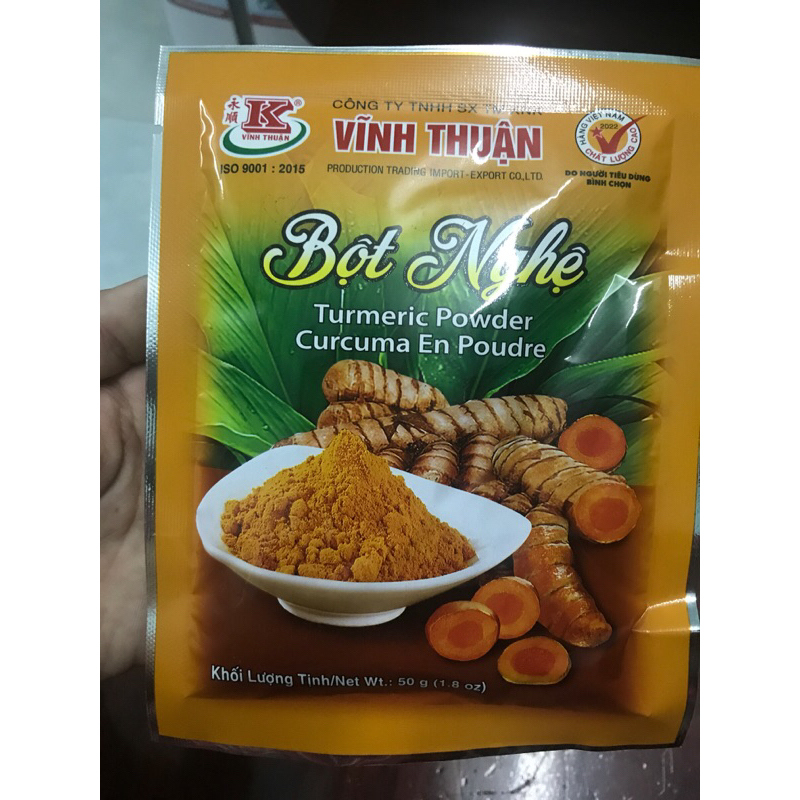 永順
K ®
VĨNH THUẬN
ISO 9001 : 2015
CÔNG TY TNHH SX
VĨNH THUẬN
PRODUCTION TRADING IMPORT-EXPORT CO.,LTD
HÀNG VIỆT NAM
2022
CHẤT LƯỢNG CAO
DO NGƯỜI TIÊU DÙNG
BÌNH CHỌN
Bột Nghệ
Turmeric Powder
Curcuma En Poudre
Khối Lượng Tịnh/Net Wt.: 50 g (1.8 oz)